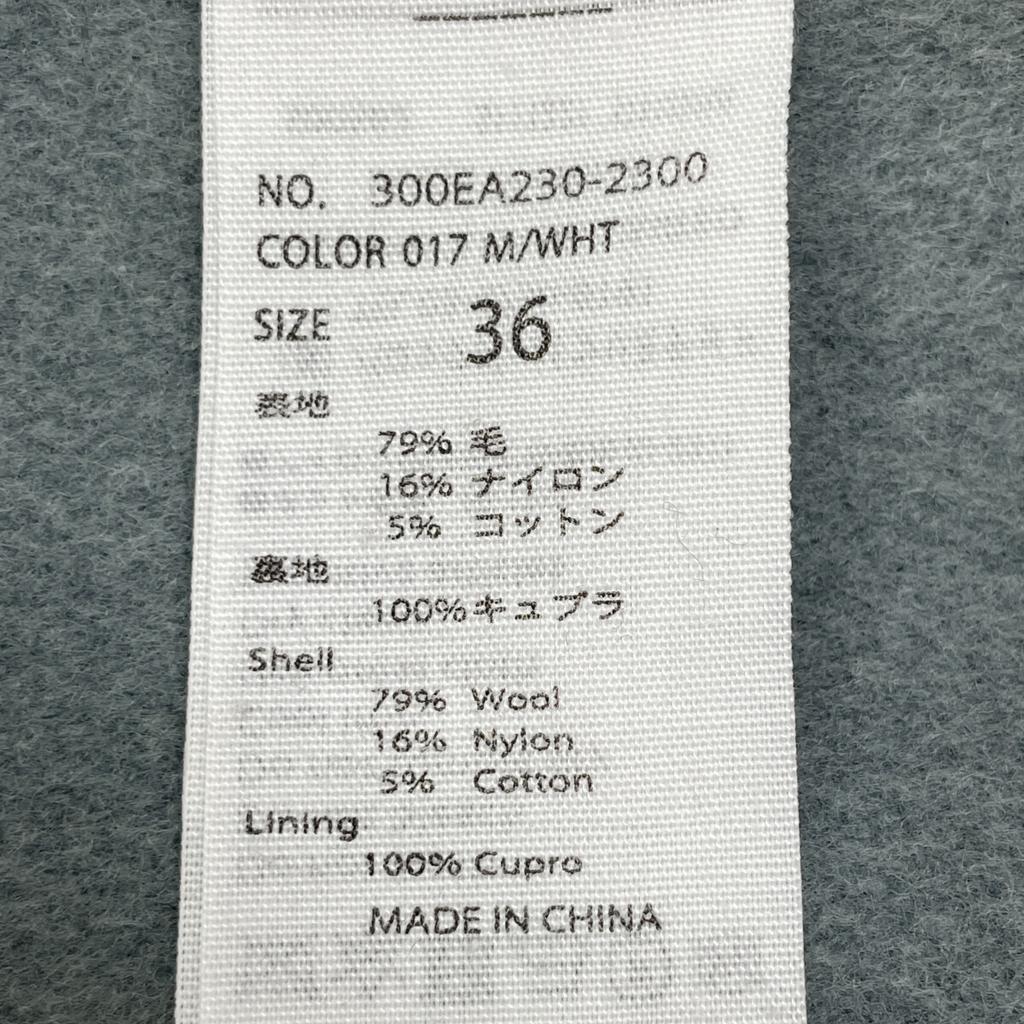 NO. 300EA230-2300
COLOR 017 M/WHT
SIZE 36
表地
79% 毛
16% ナイロン
5% コットン
裏地
100%キュプラ
Shell
79% Wool
16% Nylon
5% Cotton
Lining
100% Cupro
MADE IN CHINA